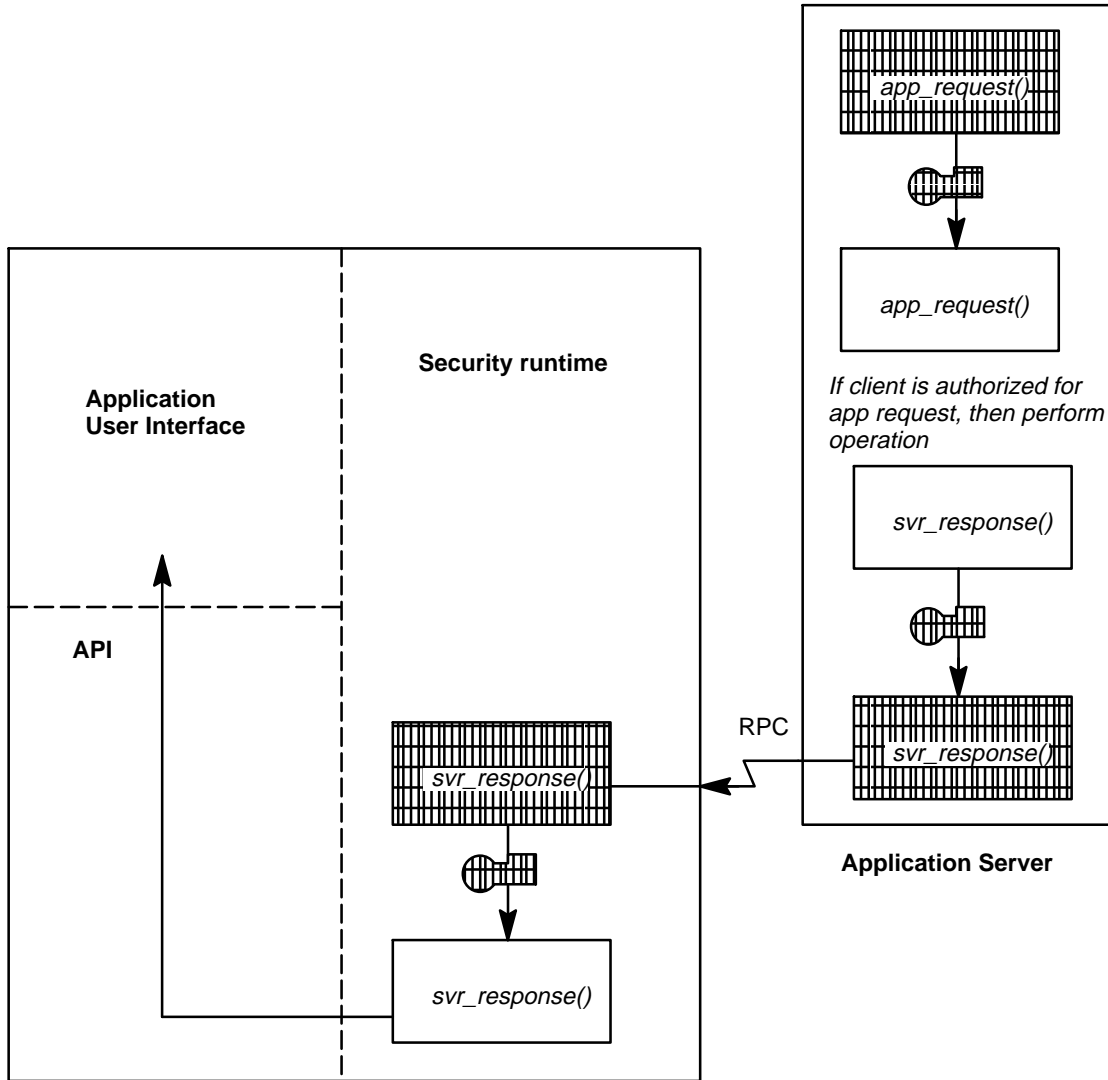 app_request()
app_request()
If client is authorized for
app request, then perform
operation
svr_response()
svr_response()
Application Server
RPC
Security runtime
Application
User Interface
API
svr_response()
svr_response()